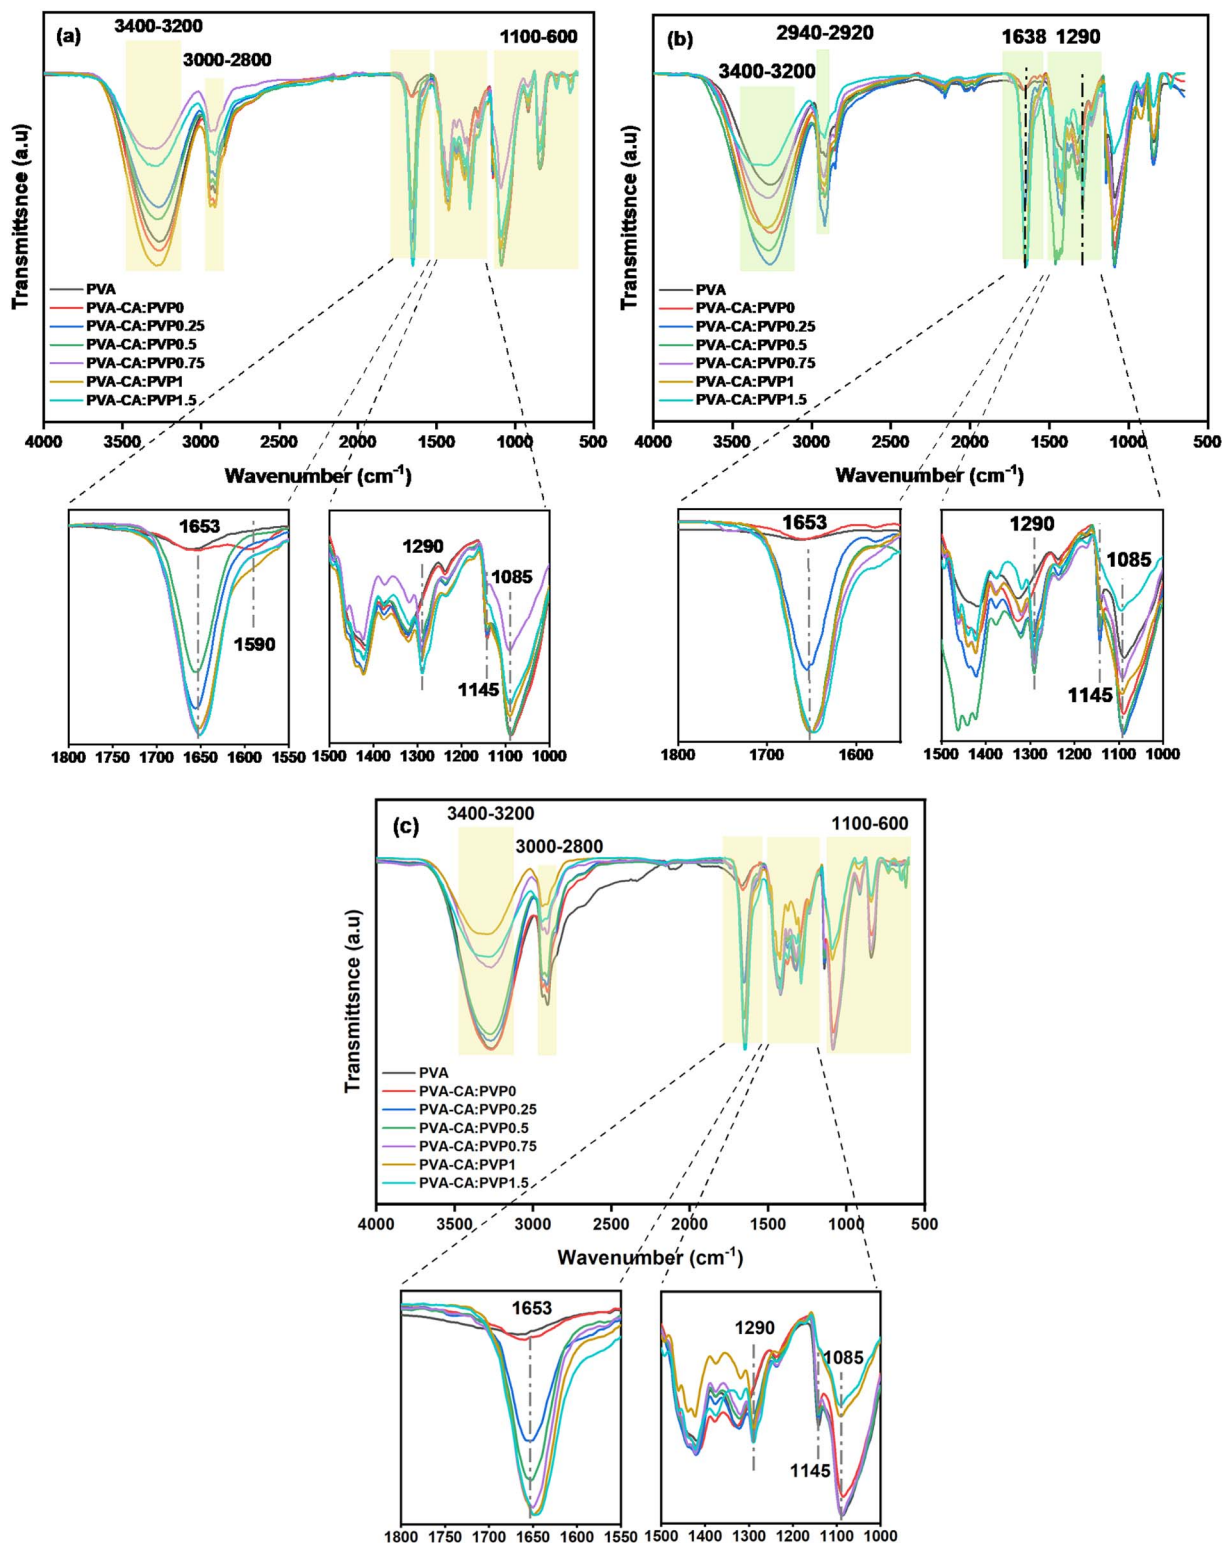 (a)
3400-3200
3000-2800
1100-600
Transmittsnce (a.u)
PVA
PVA-CA:PVP0
PVA-CA:PVP0.25
PVA-CA:PVP0.5
PVA-CA:PVP0.75
PVA-CA:PVP1
PVA-CA:PVP1.5
4000 3500 3000 2500 2000 1500 1000 500
Wavenumber (cm-1)
1653
1590
1800 1750 1700 1650 1600 1550
1290
1085
1145
1500 1400 1300 1200 1100 1000
(b)
2940-2920
3400-3200
1638 1290
Transmittsnce (a.u)
PVA
PVA-CA:PVP0
PVA-CA:PVP0.25
PVA-CA:PVP0.5
PVA-CA:PVP0.75
PVA-CA:PVP1
PVA-CA:PVP1.5
4000 3500 3000 2500 2000 1500 1000 500
Wavenumber (cm-1)
1653
1800 1700 1600
1290
1085
1145
1500 1400 1300 1200 1100 1000
(c)
3400-3200
3000-2800
1100-600
Transmittsnce (a.u)
PVA
PVA-CA:PVP0
PVA-CA:PVP0.25
PVA-CA:PVP0.5
PVA-CA:PVP0.75
PVA-CA:PVP1
PVA-CA:PVP1.5
4000 3500 3000 2500 2000 1500 1000 500
Wavenumber (cm-1)
1653
1800 1750 1700 1650 1600 1550
1290
1085
1145
1500 1400 1300 1200 1100 1000